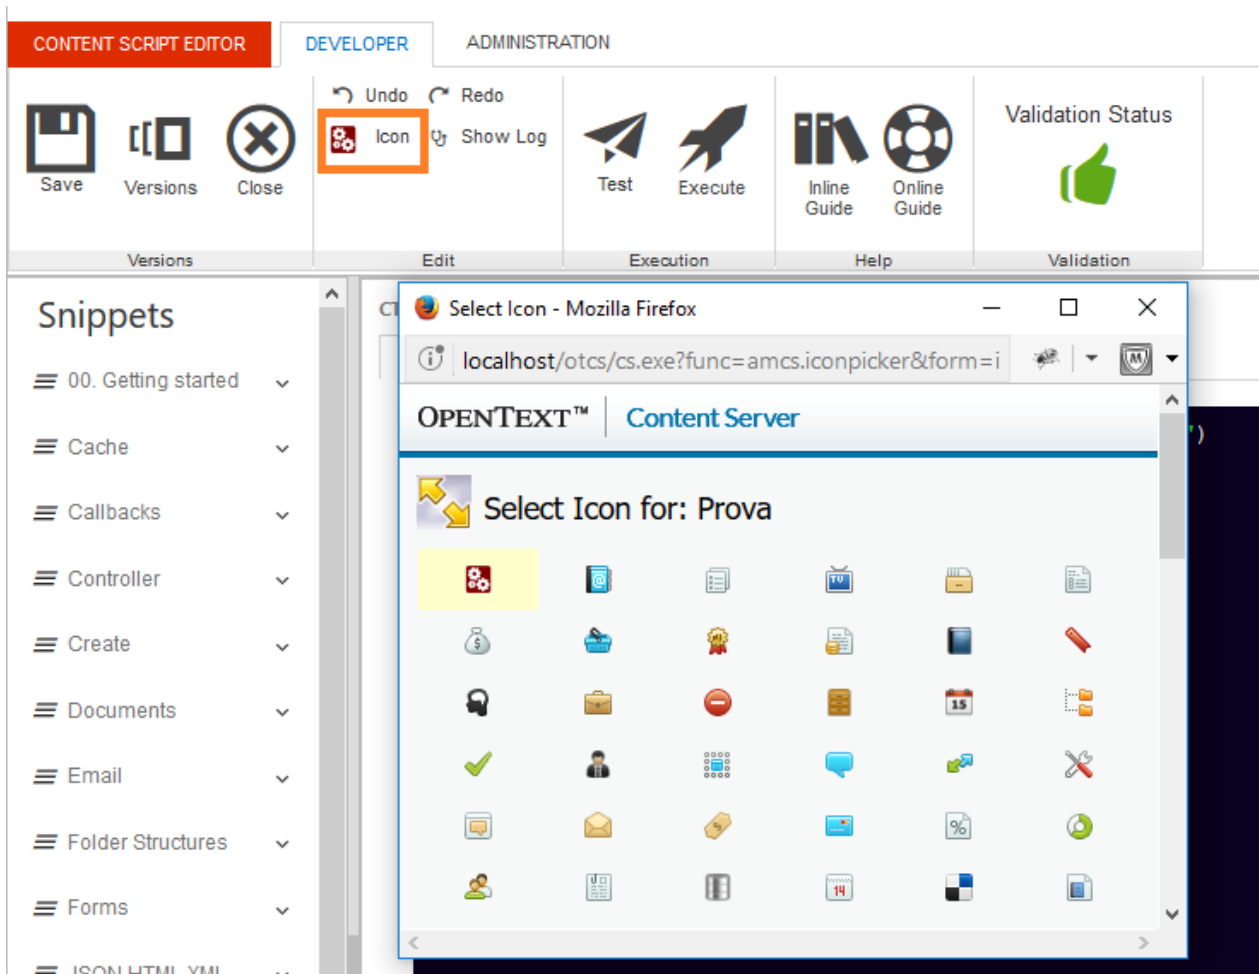 CONTENT SCRIPT EDITOR
DEVELOPER
ADMINISTRATION
Undo
Redo
Icon
Show Log
Save
Versions
Close
Test
Execute
Inline
Guide
Online
Guide
Validation Status
Versions
Edit
Execution
Help
Validation
Snippets
00. Getting started
Cache
Callbacks
Controller
Create
Documents
Email
Folder Structures
Forms
JSON HTML XML
Select Icon - Mozilla Firefox
localhost/otcs/cs.exe?func=amcs.iconpicker&form=i
OPENTEXT™ Content Server
Select Icon for: Prova
TV
15
14
")